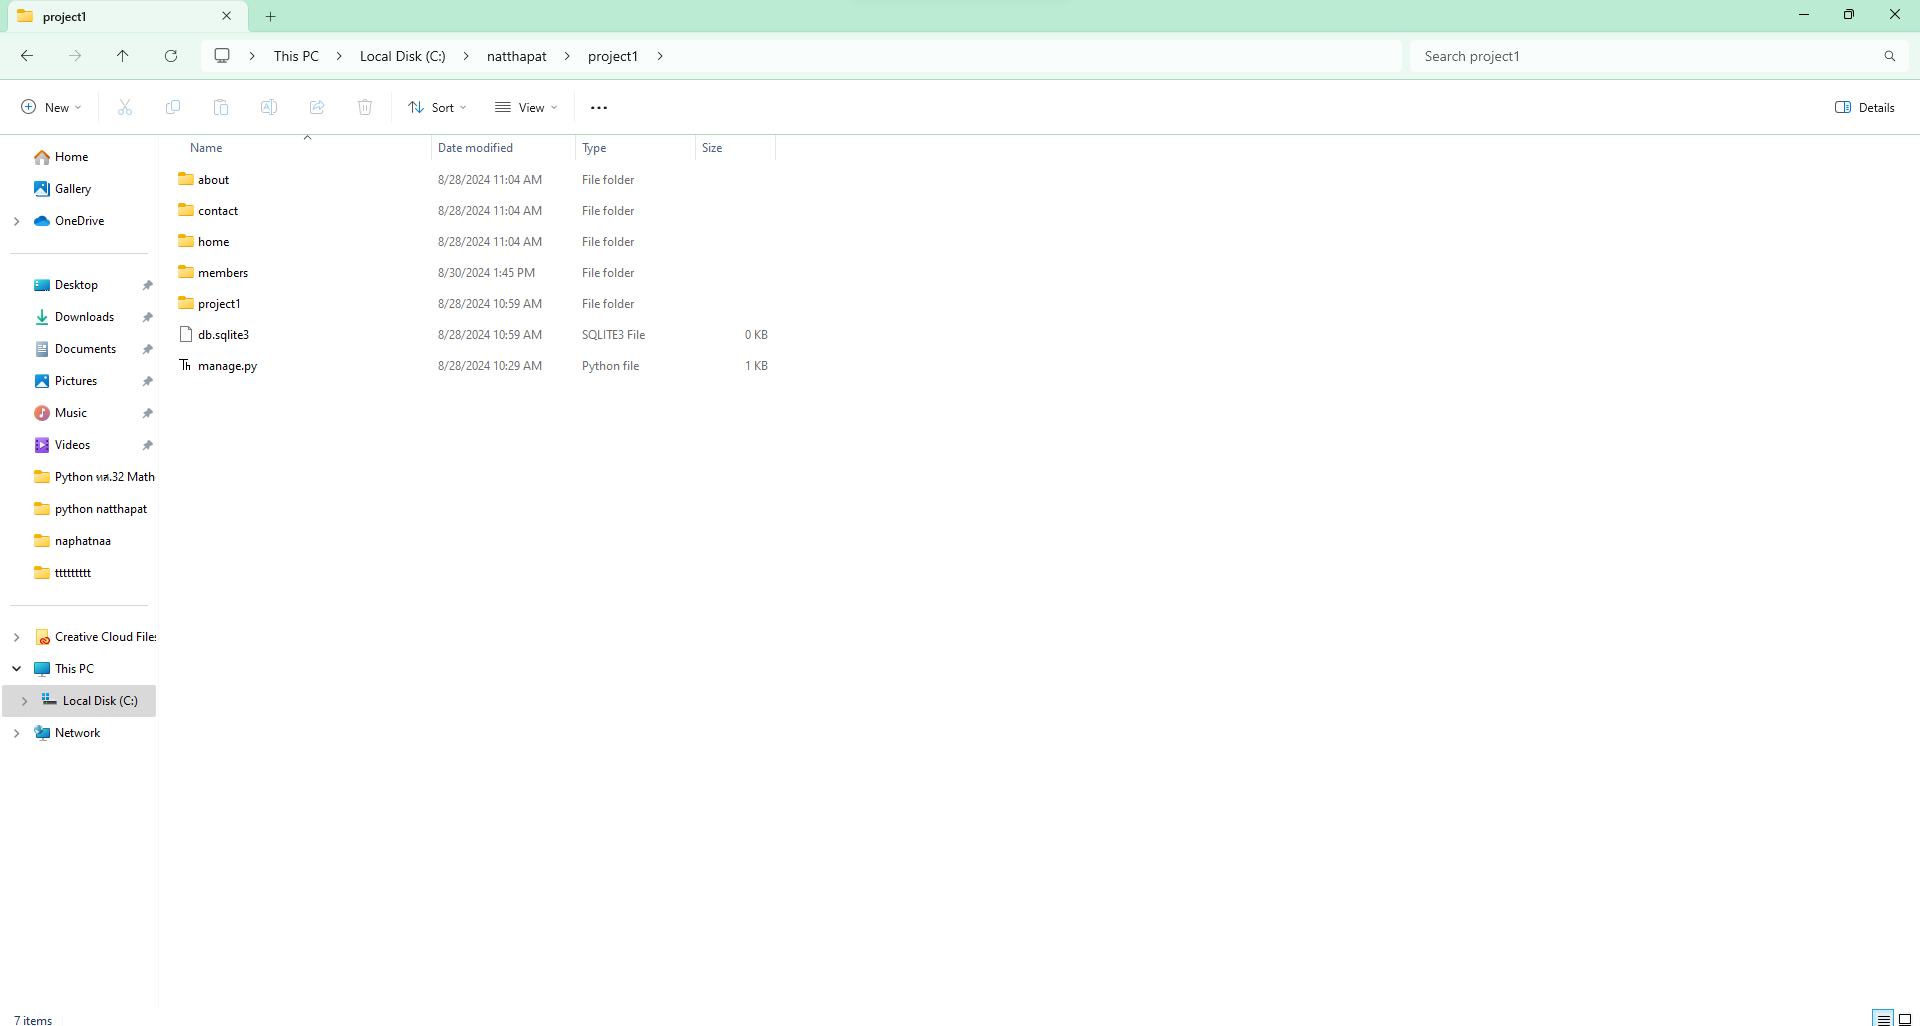 project1
This PC
Local Disk (C:)
natthapat
project1
Search project1
New
Sort
View
Details
Name
Date modified
Type
Size
about 8/28/2024 11:04 AM File folder
contact 8/28/2024 11:04 AM File folder
home 8/28/2024 11:04 AM File folder
members 8/30/2024 1:45 PM File folder
project1 8/28/2024 10:59 AM File folder
db.sqlite3 8/28/2024 10:59 AM SQLITE3 File 0 KB
manage.py 8/28/2024 10:29 AM Python file 1 KB
Home
Gallery
OneDrive
Desktop
Downloads
Documents
Pictures
Music
Videos
Python ทส.32 Math
python natthapat
naphatnaa
ttttttttt
Creative Cloud Files
This PC
Local Disk (C:)
Network
7 items